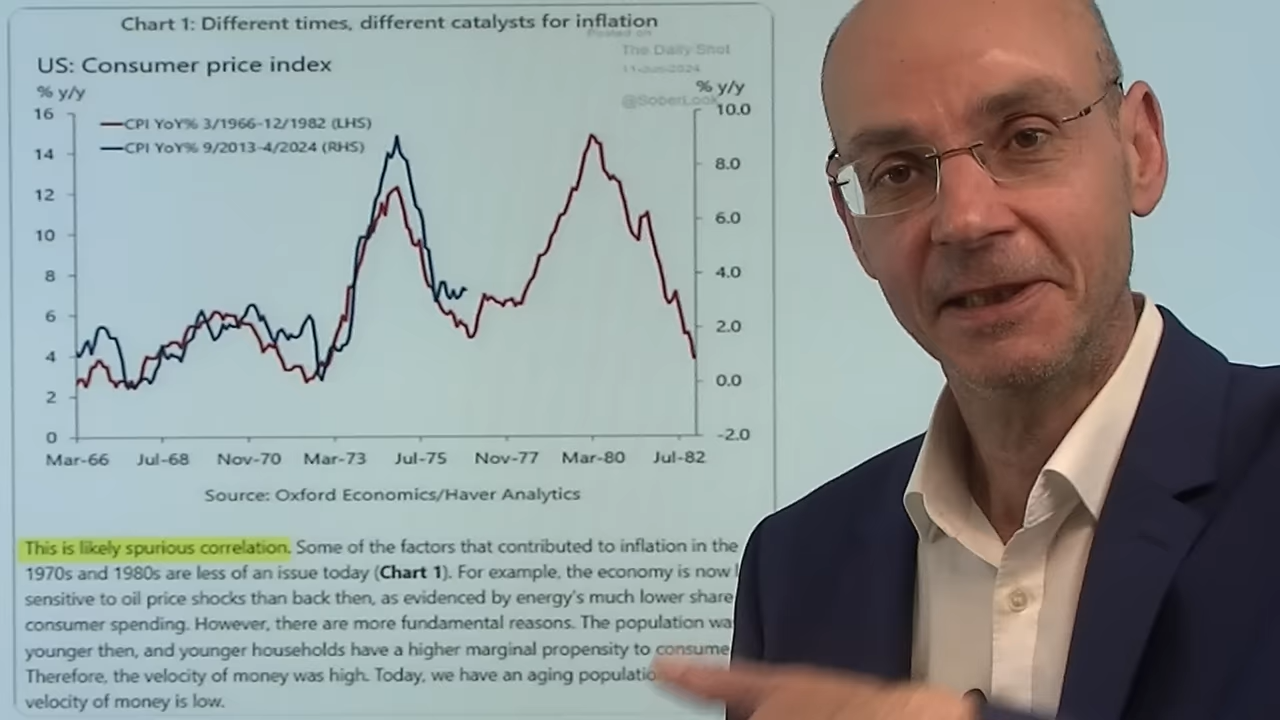 Chart 1: Different times, different catalysts for inflation
Posted on
The Daily Shot
11-Jun-2024
@SoberLook
US: Consumer price index
% y/y
% y/y
CPI YoY% 3/1966-12/1982 (LHS)
CPI YoY% 9/2013-4/2024 (RHS)
16
14
12
10
8
6
4
2
0
10.0
8.0
6.0
4.0
2.0
0.0
-2.0
Mar-66 Jul-68 Nov-70 Mar-73 Jul-75 Nov-77 Mar-80 Jul-82
Source: Oxford Economics/Haver Analytics
This is likely spurious correlation. Some of the factors that contributed to inflation in the
1970s and 1980s are less of an issue today (Chart 1). For example, the economy is now
sensitive to oil price shocks than back then, as evidenced by energy's much lower share
consumer spending. However, there are more fundamental reasons. The population
younger then, and younger households have a higher marginal propensity to consume
Therefore, the velocity of money was high. Today, we have an aging
velocity of money is low.